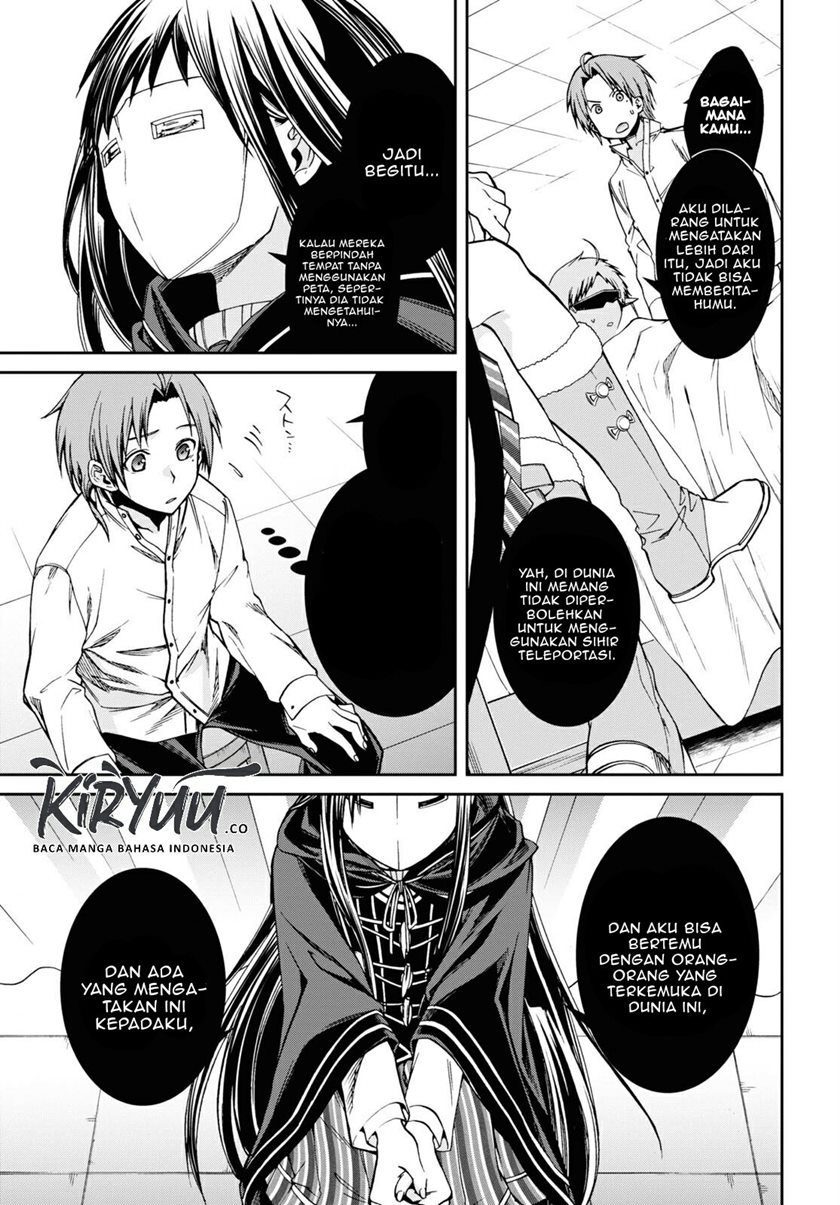 BAGAI-
MANA
KAMU...
AKU DILA-
RANG UNTUK
MENGATAKAN
LEBIH DARI
ITU, JADI AKU
TIDAK BISA
MEMBERITA-
HUMU.
YAH, DI DUNIA
INI MEMANG
TIDAK DIPER-
BOLEHKAN
UNTUK MENG-
GUNAKAN SIHIR
TELEPORTASI.
JADI
BEGITU...
KALAU MEREKA
BERPINDAH
TEMPAT TANPA
MENGGUNAKAN
PETA, SEPER-
TINYA DIA TIDAK
MENGETAHUI-
NYA...
ストン
DAN AKU BISA
BERTEMU
DENGAN ORANG-
ORANG YANG
TERKEMUKA DI
DUNIA INI,
DAN ADA
YANG MENGA-
TAKAN INI
KEPADAKU,
KIRYUU.CO
BACA MANGA BAHASA INDONESIA